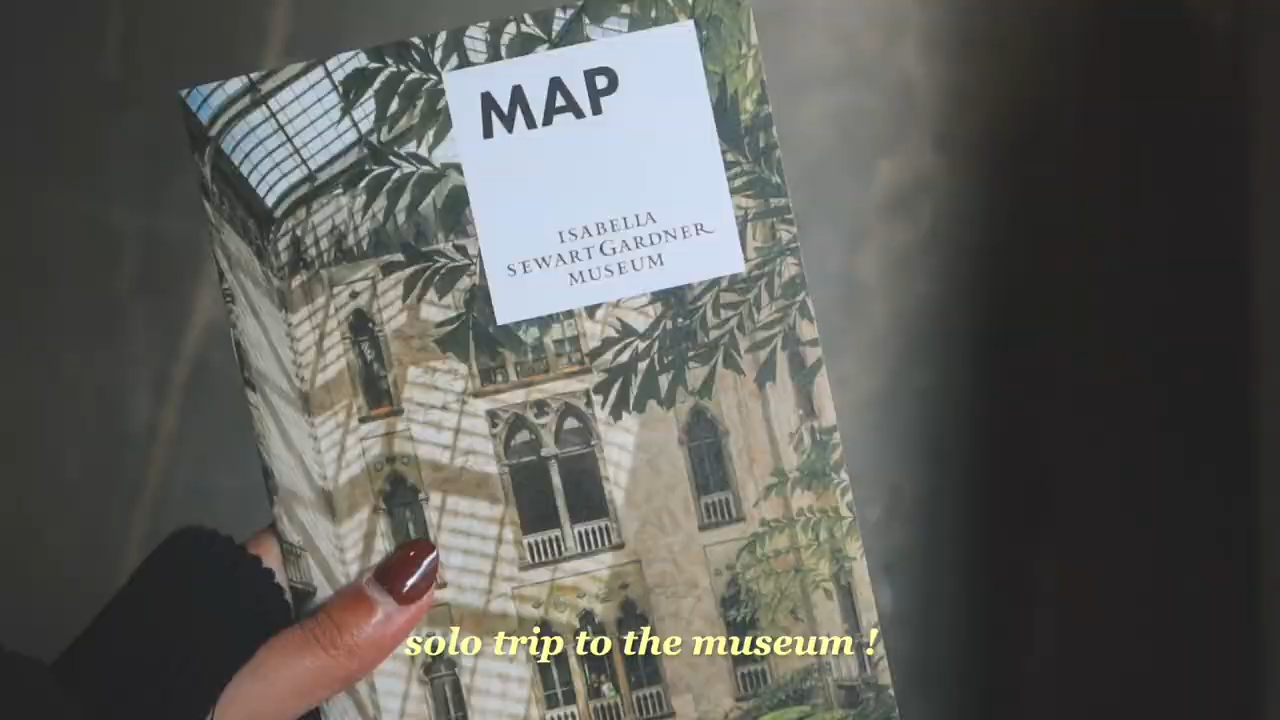 MAP
ISABELLA
STEWART GARDNER
MUSEUM
solo trip to the museum !